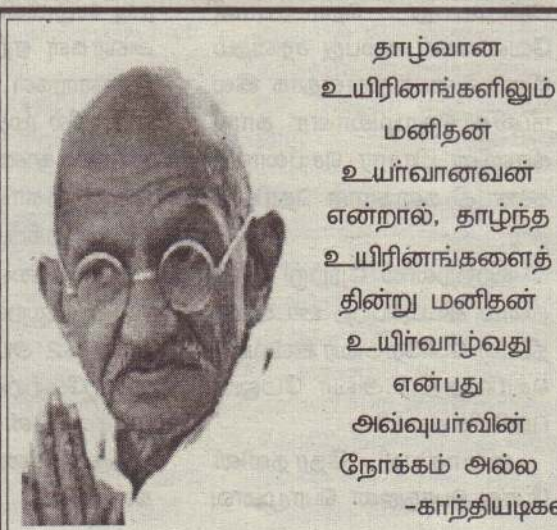 தாழ்வான
உயிரினங்களிலும்
மனிதன்
உயர்வானவன்
என்றால், தாழ்ந்த
உயிரினங்களைத்
தின்று மனிதன்
உயிர்வாழ்வது
என்பது
அவ்வுயர்வின்
நோக்கம் அல்ல
-காந்தியடிகள்